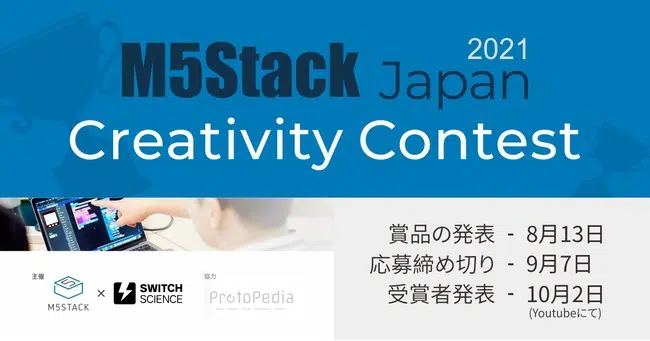 2021
M5Stack Japan
Creativity Contest
賞品の発表 - 8月13日
応募締め切り - 9月7日
受賞者発表 - 10月2日
(Youtubeにて)
主催
M5STACK × SWITCH SCIENCE
協力
ProtoPedia